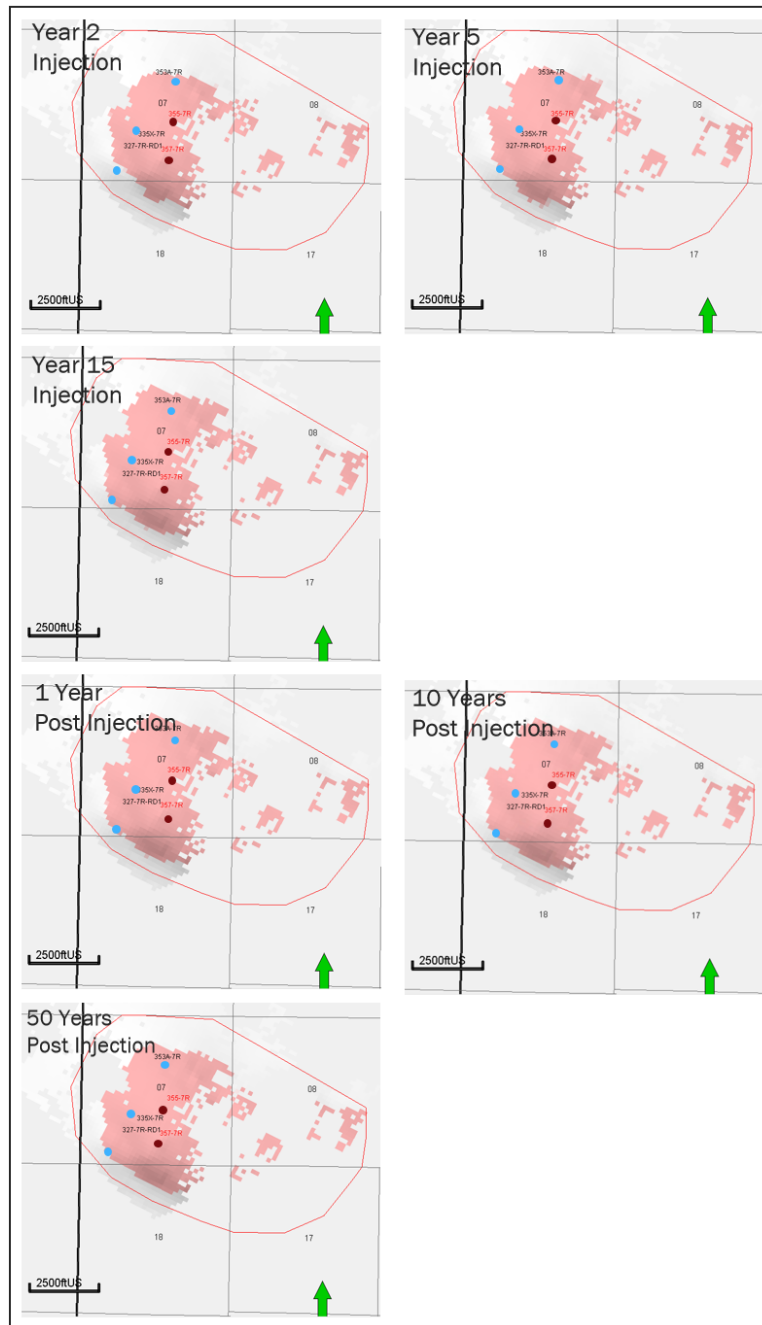 Year 2
Injection
353A-7R
07
08
355-7R
335X-7R
327-7R-RD1
357-7R
18
17
2500ftUS
Year 5
Injection
353A-7R
07
08
355-7R
335X-7R
327-7R-RD1
357-7R
18
17
2500ftUS
Year 15
Injection
353A-7R
07
08
355-7R
335X-7R
327-7R-RD1
357-7R
18
17
2500ftUS
1 Year
Post Injection
353A-7R
07
08
355-7R
335X-7R
327-7R-RD1
357-7R
18
17
2500ftUS
10 Years
Post Injection
353A-7R
07
08
355-7R
335X-7R
327-7R-RD1
357-7R
18
17
2500ftUS
50 Years
Post Injection
353A-7R
07
08
355-7R
335X-7R
327-7R-RD1
357-7R
18
17
2500ftUS